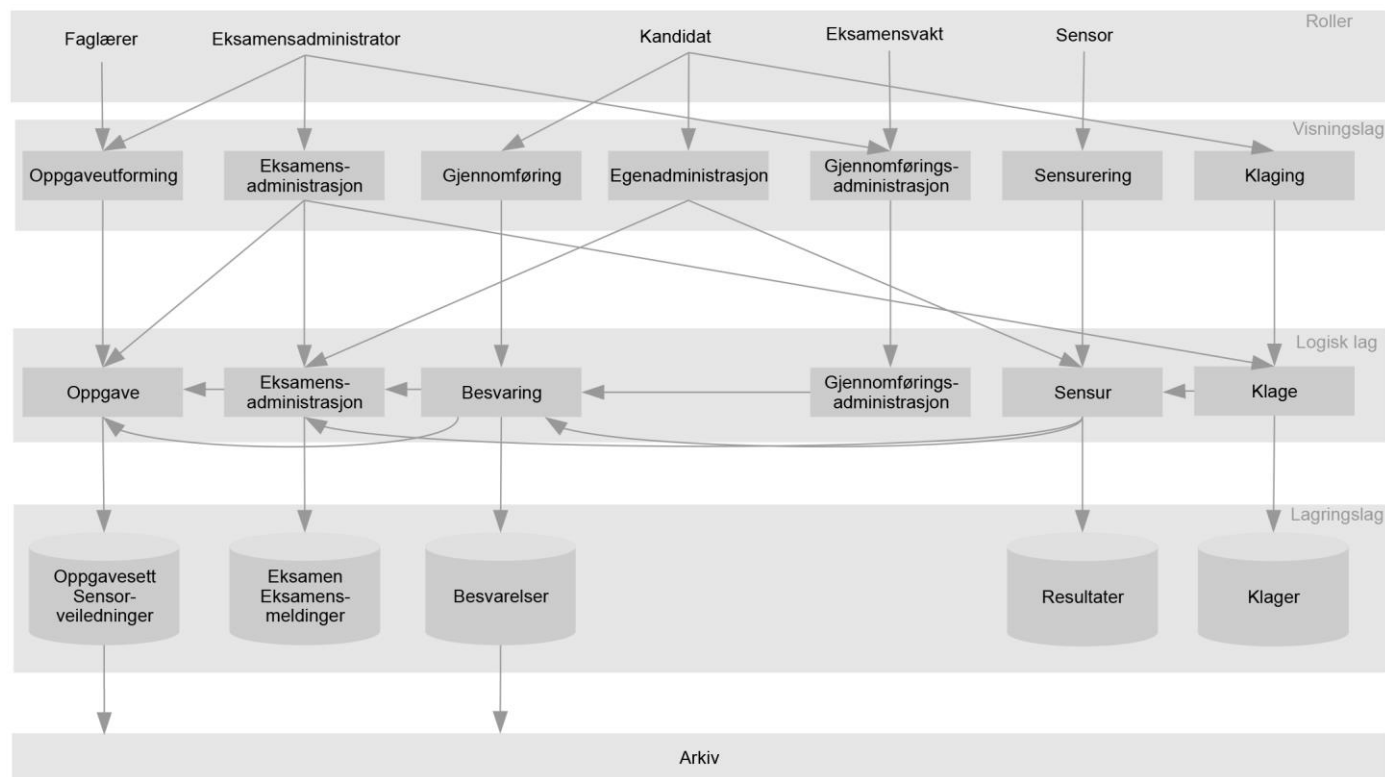 Roller
Faglærer
Eksamensadministrator
Kandidat
Eksamensvakt
Sensor
Visningslag
Oppgaveutforming
Eksamens-
administrasjon
Gjennomføring
Egenadministrasjon
Gjennomførings-
administrasjon
Sensurering
Klaging
Logisk lag
Oppgave
Eksamens-
administrasjon
Besvaring
Gjennomførings-
administrasjon
Sensur
Klage
Lagringslag
Oppgavesett
Sensor-
veiledninger
Eksamen
Eksamens-
meldinger
Besvarelser
Resultater
Klager
Arkiv